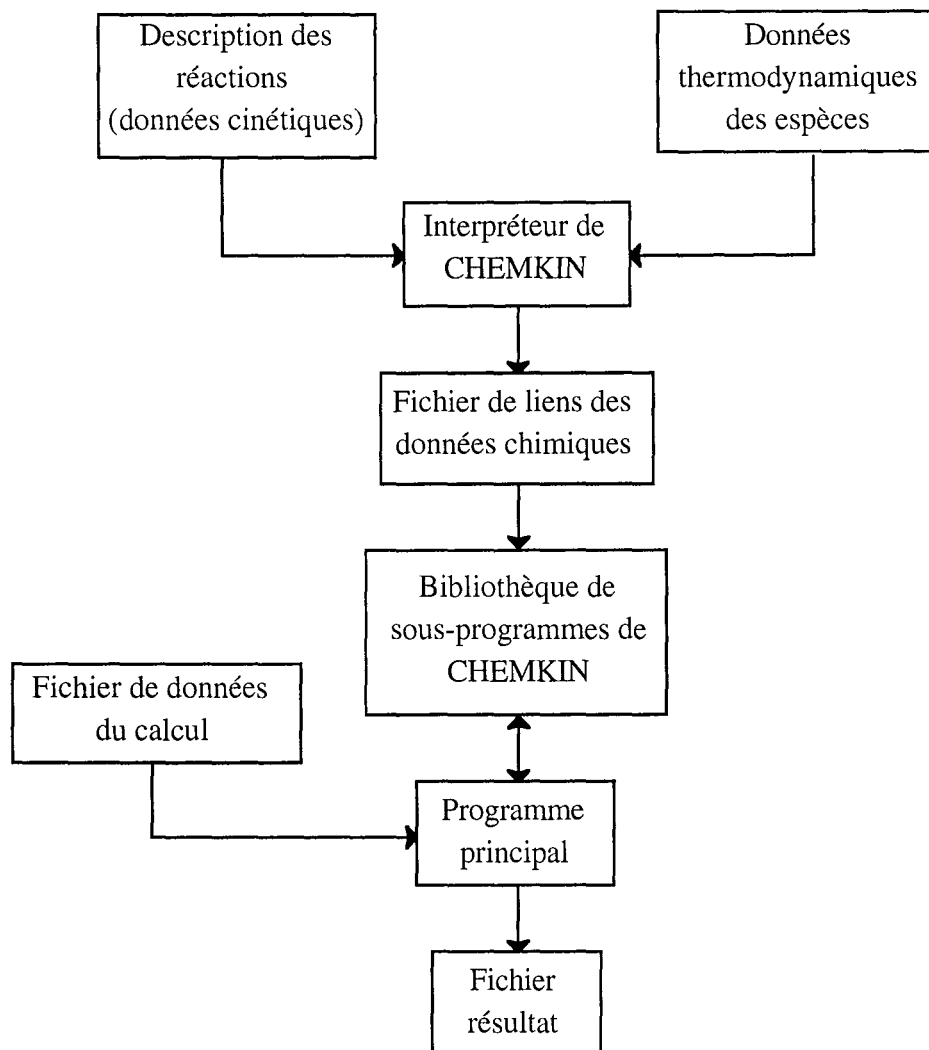 Description des
réactions
(données cinétiques)
Données
thermodynamiques
des espèces
Interpréteur de
CHEMKIN
Fichier de liens des
données chimiques
Bibliothèque de
sous-programmes de
CHEMKIN
Fichier de données
du calcul
Programme
principal
Fichier
résultat